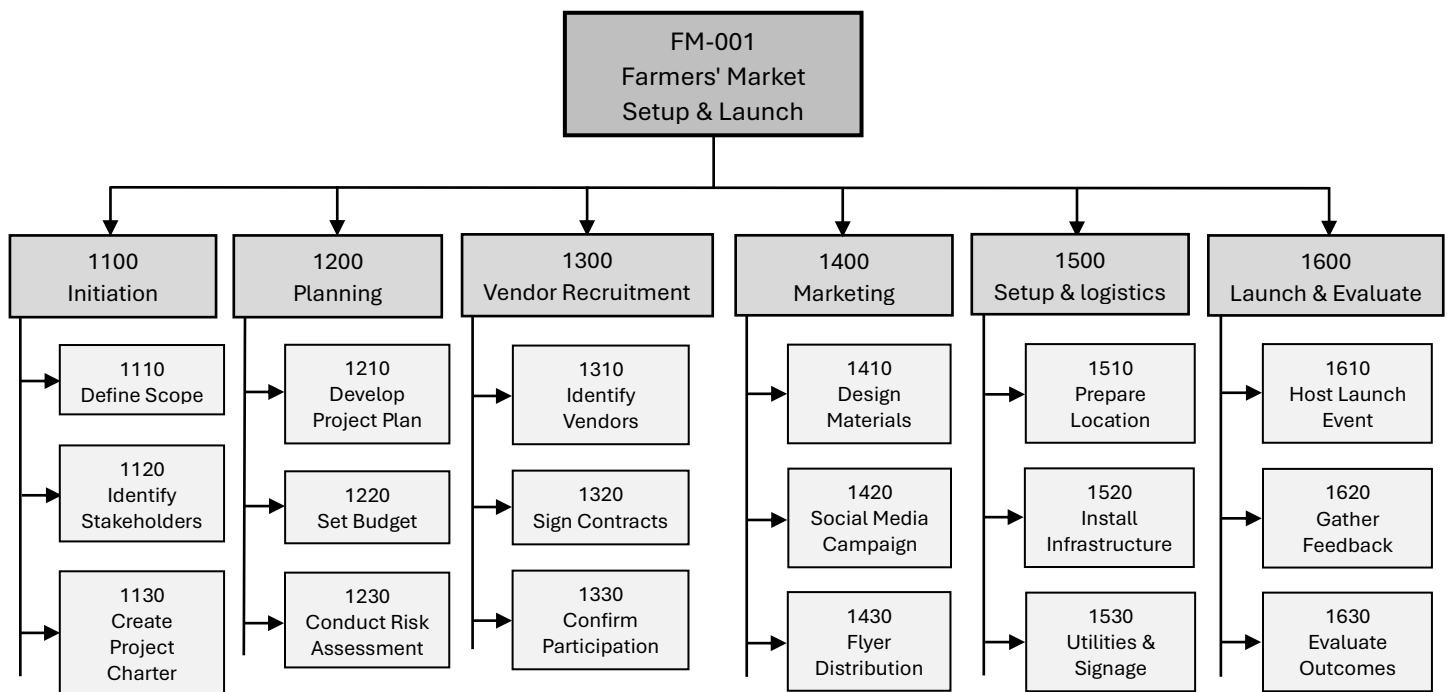 FM-001
Farmers' Market
Setup & Launch
1100
Initiation
1110
Define Scope
1120
Identify
Stakeholders
1130
Create
Project
Charter
1200
Planning
1210
Develop
Project Plan
1220
Set Budget
1230
Conduct Risk
Assessment
1300
Vendor Recruitment
1310
Identify
Vendors
1320
Sign Contracts
1330
Confirm
Participation
1400
Marketing
1410
Design
Materials
1420
Social Media
Campaign
1430
Flyer
Distribution
1500
Setup & logistics
1510
Prepare
Location
1520
Install
Infrastructure
1530
Utilities &
Signage
1600
Launch & Evaluate
1610
Host Launch
Event
1620
Gather
Feedback
1630
Evaluate
Outcomes